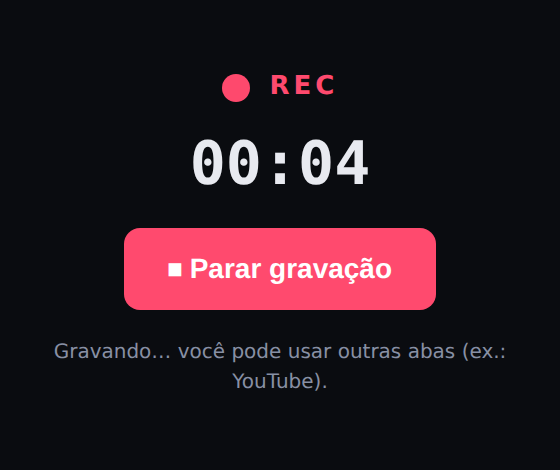 REC
00:04
■ Parar gravação
Gravando... você pode usar outras abas (ex.:
YouTube).